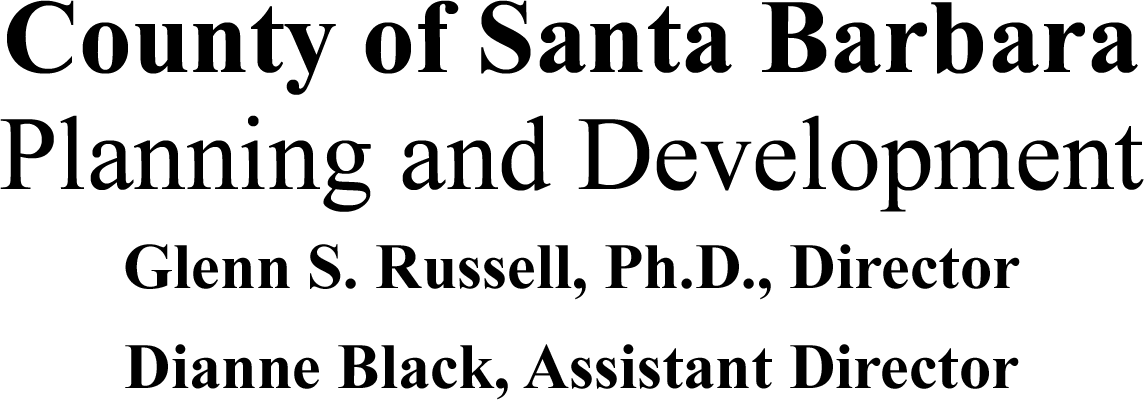 County of Santa Barbara
Planning and Development
Glenn S. Russell, Ph.D., Director
Dianne Black, Assistant Director